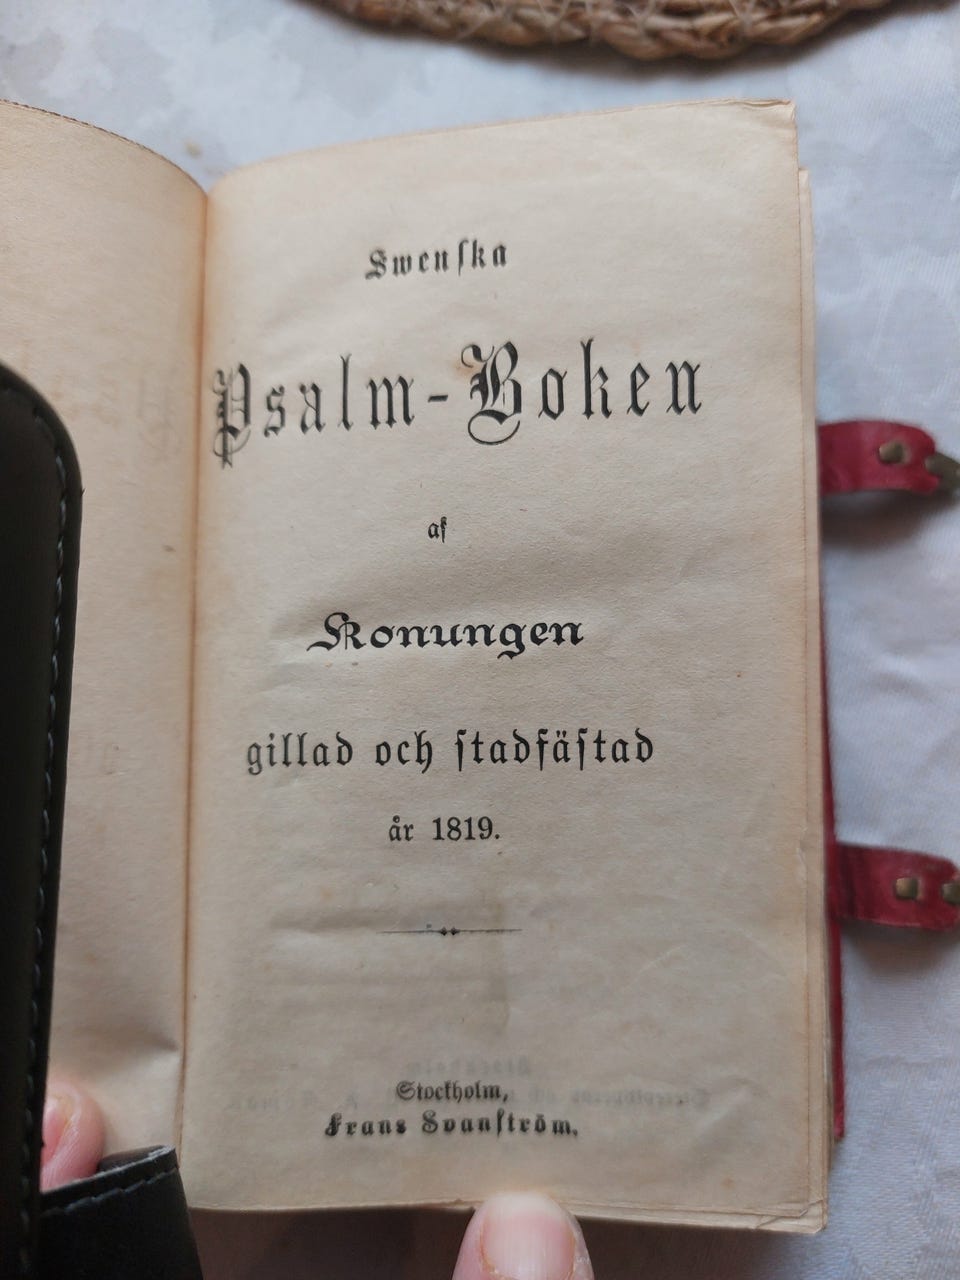 Swenſka
Psalm-Boken
af
Konungen
gillad och ſtadfäſtad
år 1819.
Stockholm,
Frans Svanſtröm.